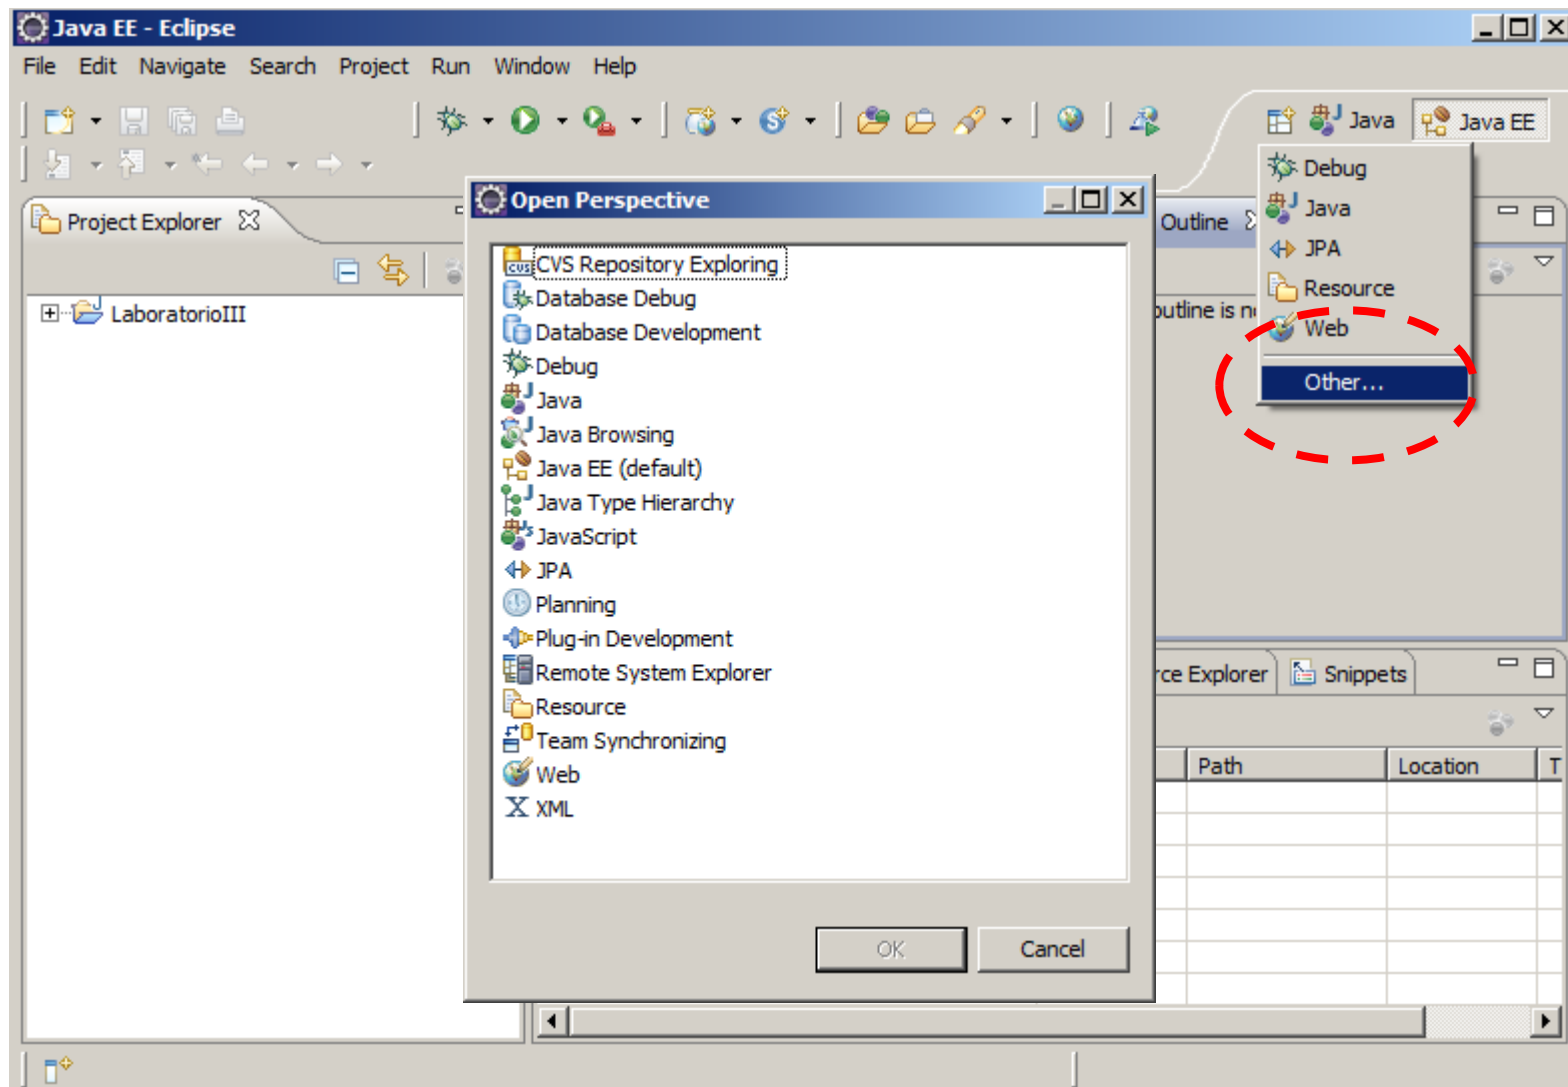 Java EE - Eclipse
File Edit Navigate Search Project Run Window Help
Java Java EE
Debug
Java
JPA
Resource
Web
Other...
Project Explorer
LaboratorioIII
Open Perspective
CVS Repository Exploring
Database Debug
Database Development
Debug
Java
Java Browsing
Java EE (default)
Java Type Hierarchy
JavaScript
JPA
Planning
Plug-in Development
Remote System Explorer
Resource
Team Synchronizing
Web
XML
OK Cancel
Outline
outline is n
rce Explorer Snippets
Path Location T